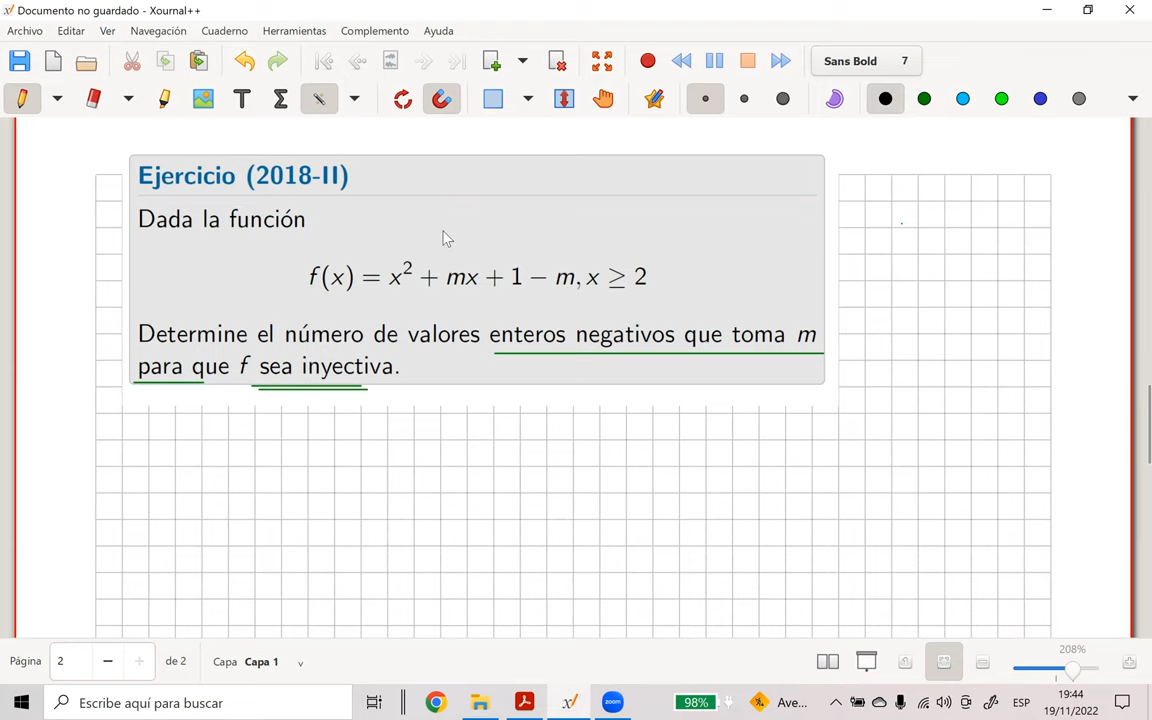 Documento no guardado - Xournal++
Archivo Editar Ver Navegación Cuaderno Herramientas Complemento Ayuda
Sans Bold 7
Ejercicio (2018-II)
Dada la función
f(x) = x² + mx + 1 − m, x ≥ 2
Determine el número de valores enteros negativos que toma m
para que f sea inyectiva.
Página 2 de 2 Capa Capa 1 208%
Escribe aquí para buscar 98% Ave... ESP 19:44
19/11/2022